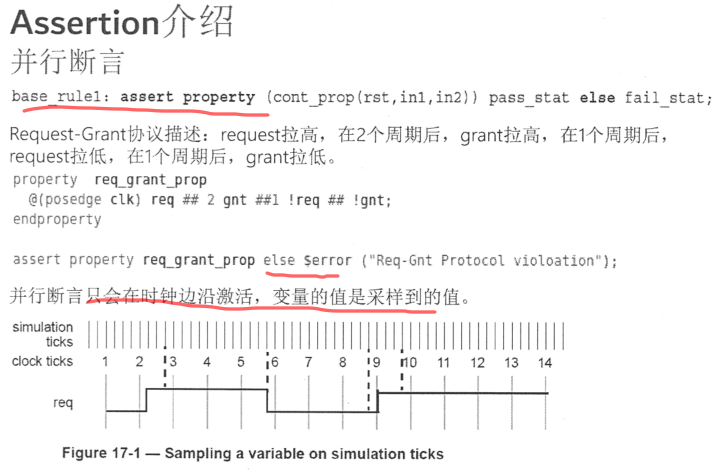 Assertion介绍
并行断言
base_rule1: assert property (cont_prop(rst,in1,in2)) pass_stat else fail_stat;
Request-Grant协议描述：request拉高，在2个周期后，grant拉高，在1个周期后，
request拉低，在1个周期后，grant拉低。
property req_grant_prop
@(posedge clk) req ## 2 gnt ##1 !req ## !gnt;
endproperty
assert property req_grant_prop else $error ("Req-Gnt Protocol violoation");
并行断言只会在时钟边沿激活，变量的值是采样到的值。
simulation
ticks
clock ticks 1 2 3 4 5 6 7 8 9 10 11 12 13 14
req
Figure 17-1 — Sampling a variable on simulation ticks